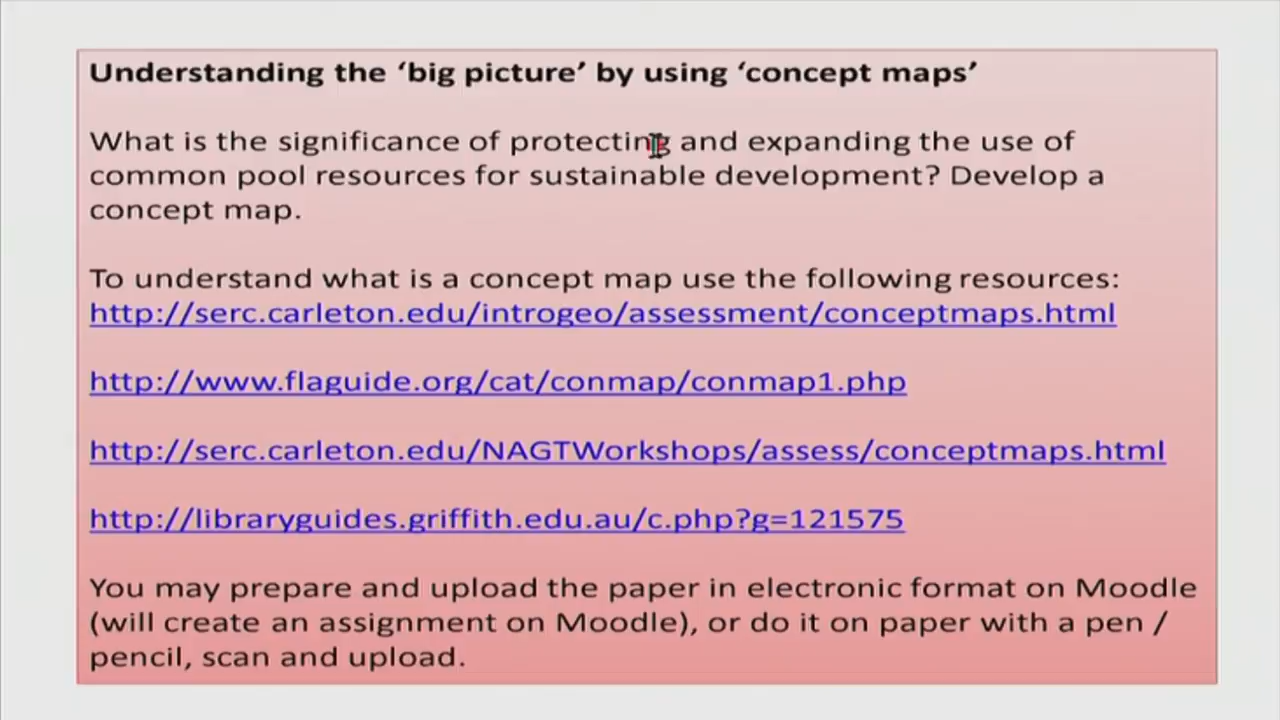 Understanding the ‘big picture’ by using ‘concept maps’
What is the significance of protecting and expanding the use of
common pool resources for sustainable development? Develop a
concept map.
To understand what is a concept map use the following resources:
http://serc.carleton.edu/introgeo/assessment/conceptmaps.html
http://www.flaguide.org/cat/conmap/conmap1.php
http://serc.carleton.edu/NAGTWorkshops/assess/conceptmaps.html
http://libraryguides.griffith.edu.au/c.php?g=121575
You may prepare and upload the paper in electronic format on Moodle
(will create an assignment on Moodle), or do it on paper with a pen /
pencil, scan and upload.